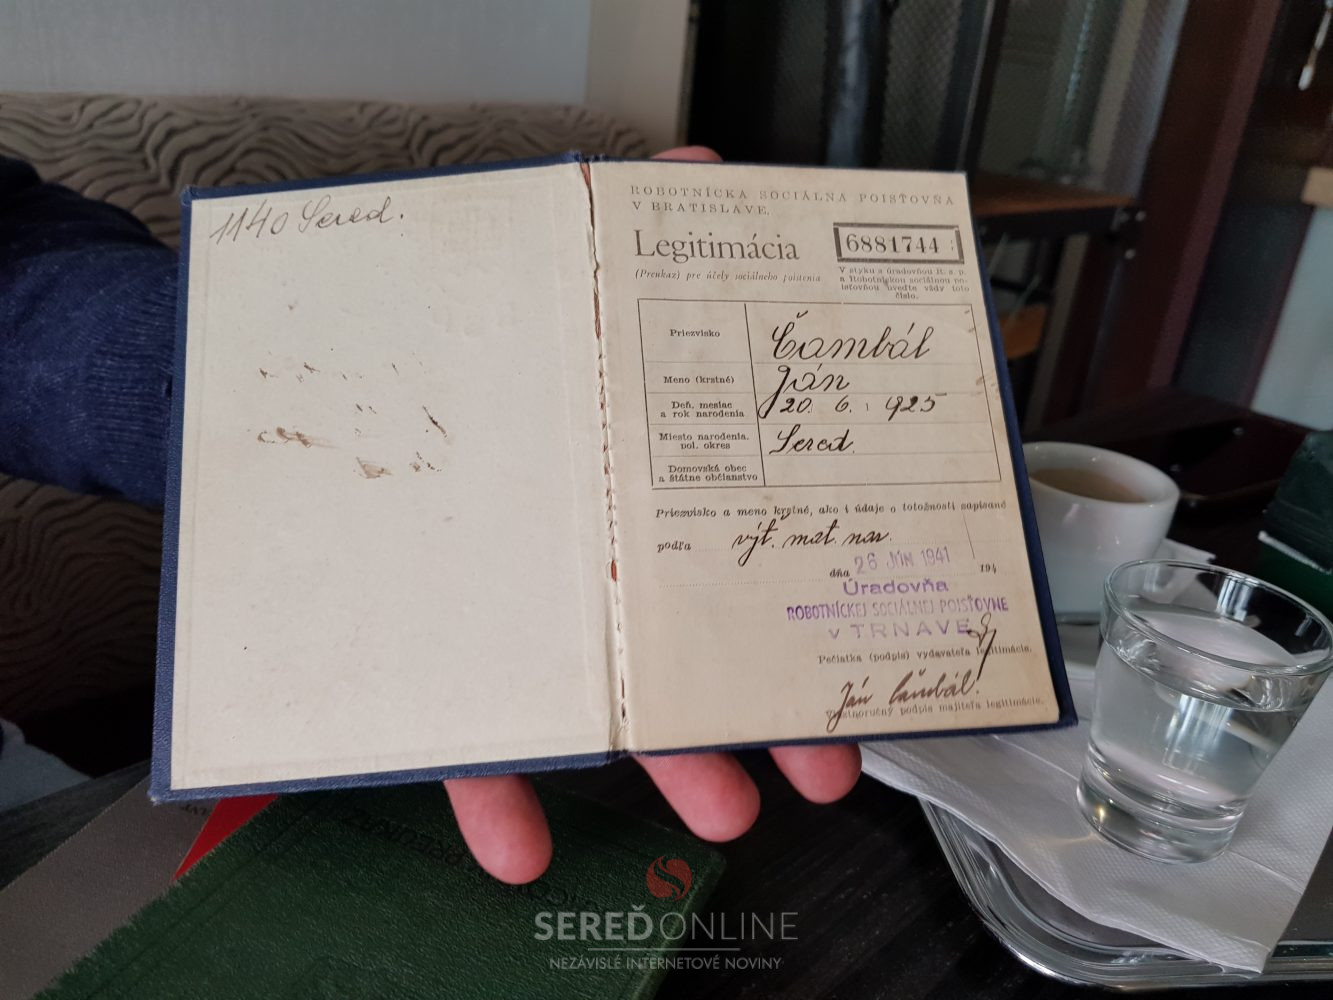 1140 Sereď.
ROBOTNÍCKA SOCIÁLNA POISŤOVŇA
V BRATISLAVE.
Legitimácia
(Preukaz) pre účely sociálneho poistenia
6881744
V styku s úradovňou R. s. p.
a Robotníckou sociálnou po-
isťovňou uveďte vždy toto
číslo.
Priezvisko Čambál
Meno (krstné) Ján
Deň, mesiac
a rok narodenia 20. 6. 925
Miesto narodenia,
pol. okres Sereď.
Domovská obec
a štátne občianstvo
Priezvisko a meno krstné, ako i údaje o totožnosti zapísané
podľa výť. mat. nar.
dňa 26 JÚN 1941 194
Úradovňa
ROBOTNÍCKEJ SOCIÁLNEJ POISŤOVNE
v TRNAVE
Pečiatka (podpis) vydavateľa legitimácie.
Ján Čambál
Vlastnoručný podpis majiteľa legitimácie.
SEREĎONLINE
NEZÁVISLÉ INTERNETOVÉ NOVINY